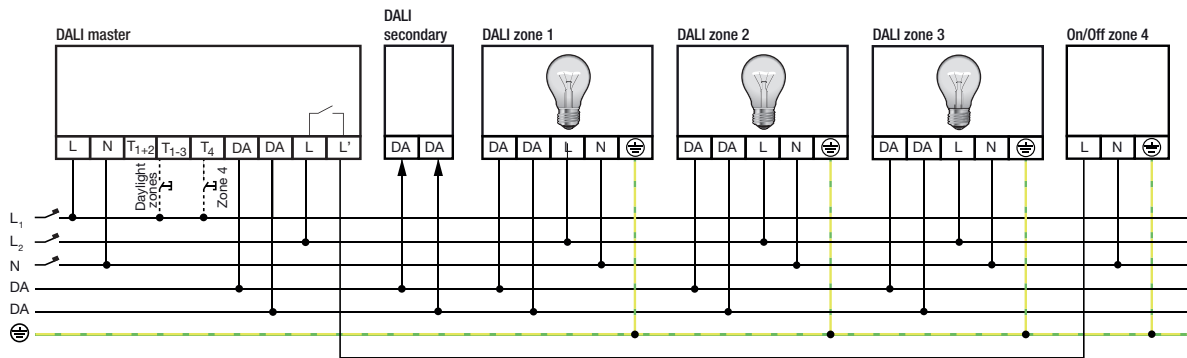 DALI master
DALI
secondary
DALI zone 1
DALI zone 2
DALI zone 3
On/Off zone 4
L N T1+2 T1-3 T4 DA DA L L'
DA DA
DA DA L N
DA DA L N
DA DA L N
L N
Daylight
zones
Zone 4
L1
L2
N
DA
DA